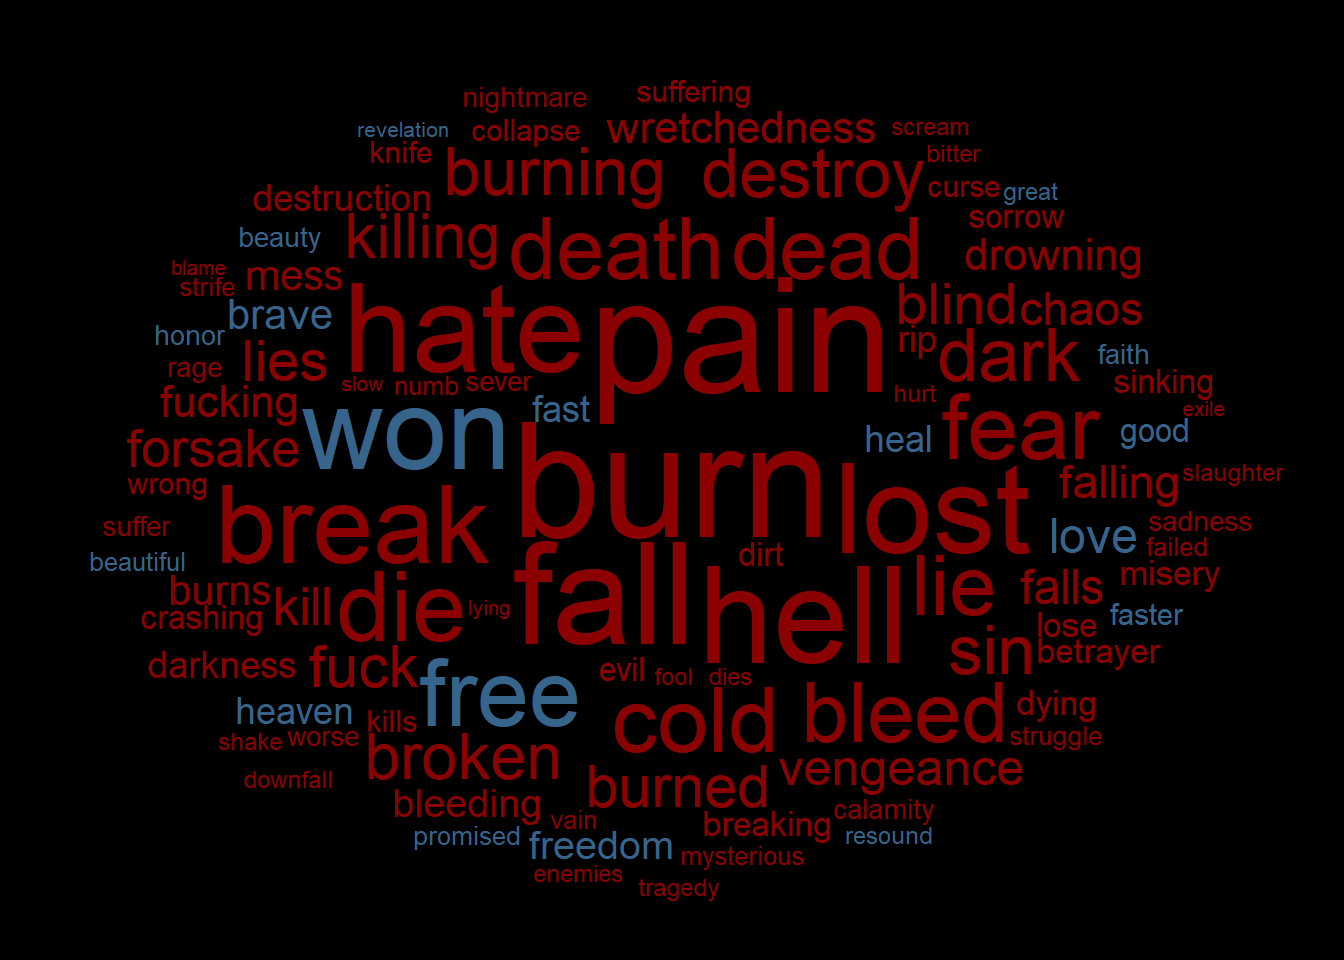 nightmare suffering
revelation collapse wretchedness scream
knife burning destroy bitter
destruction curse great
beauty killing death dead sorrow
blame mess drowning
strife brave hate pain blind chaos
honor lies rip dark faith
rage slow numb sever hurt sinking
fucking won fast fear exile
forsake heal good
wrong burn lost falling slaughter
suffer break love sadness
beautiful fall dirt failed
burns kill die lying hell lie falls misery
crashing sin lose faster
darkness fuck free evil fool dies betrayer
heaven kills cold bleed dying
shake worse struggle
downfall broken burned vengeance
bleeding vain breaking calamity
promised freedom mysterious resound
enemies tragedy